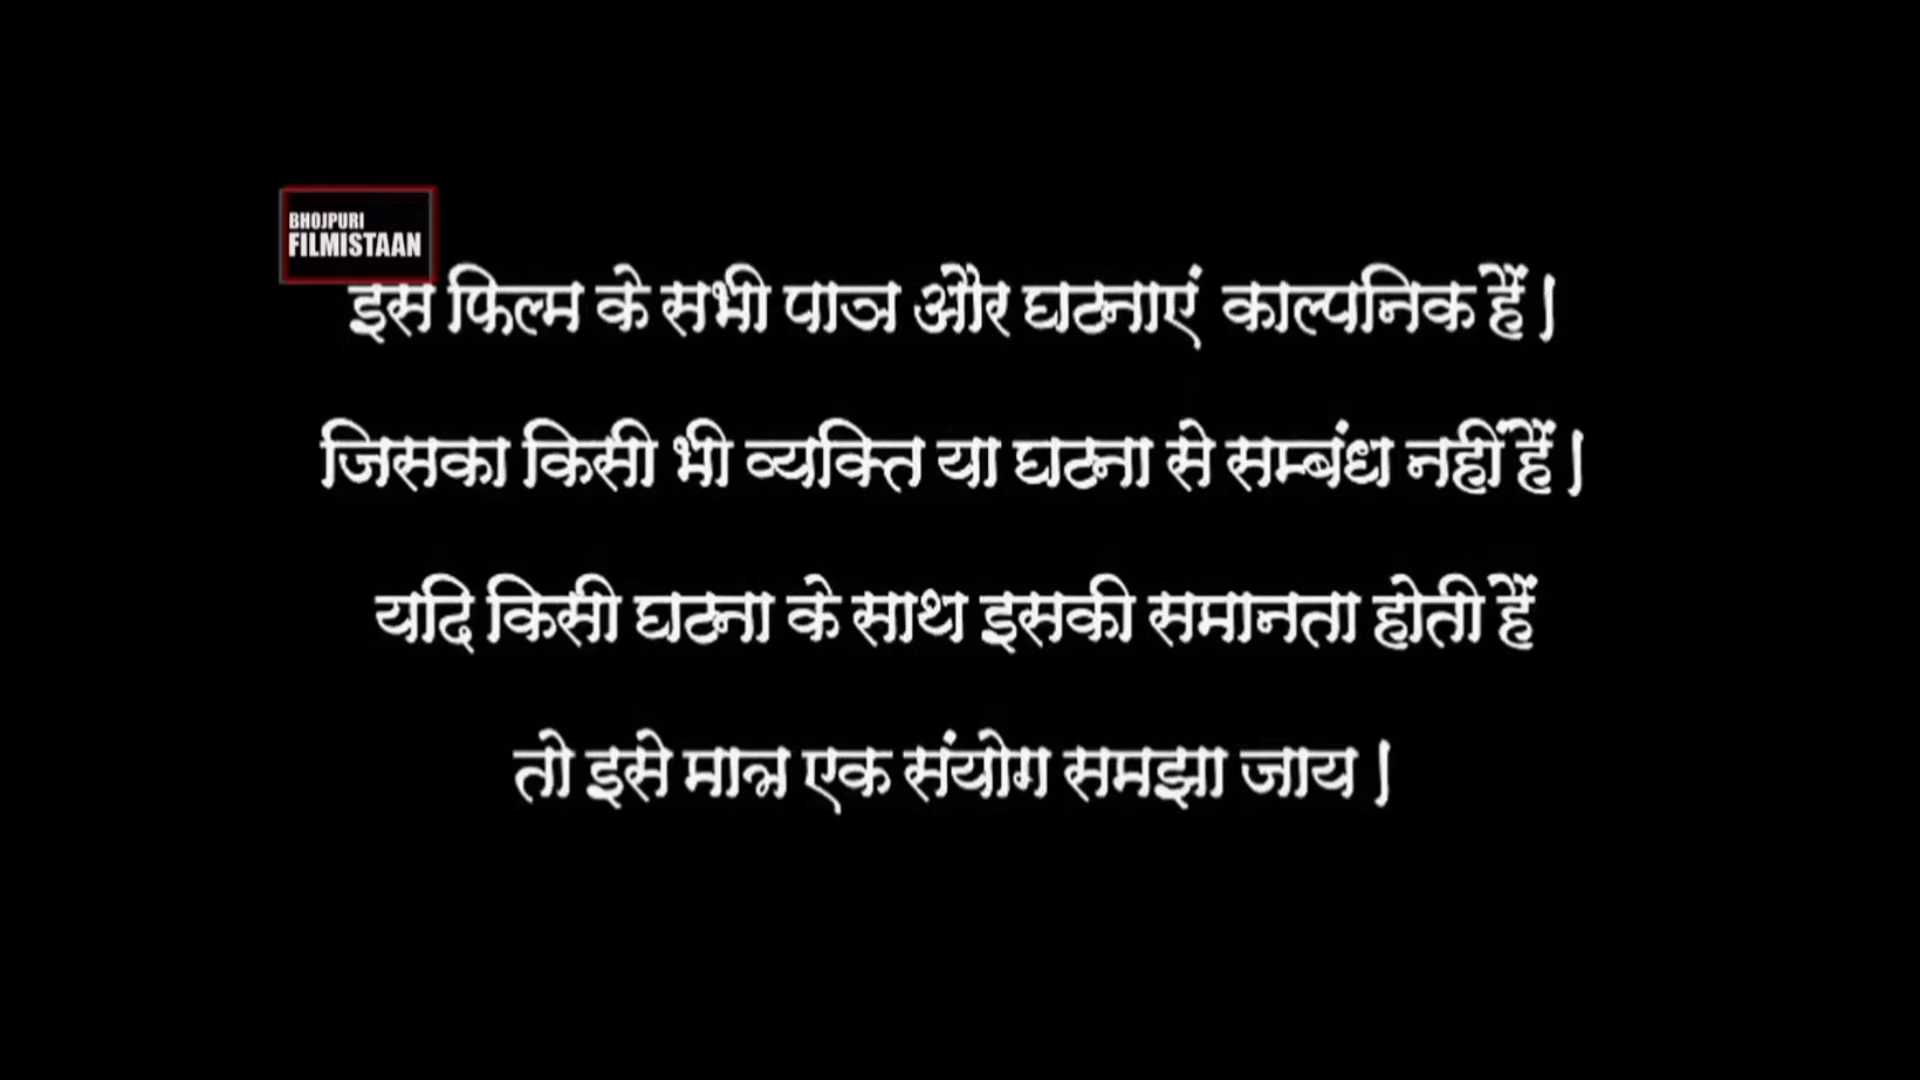 BHOJPURI
FILMISTAAN
इस फिल्म के सभी पात्र और घटनाएं काल्पनिक हैं |
जिसका किसी भी व्यक्ति या घटना से सम्बंध नहीं हैं |
यदि किसी घटना के साथ इसकी समानता होती हैं
तो इसे मात्र एक संयोग समझा जाय |